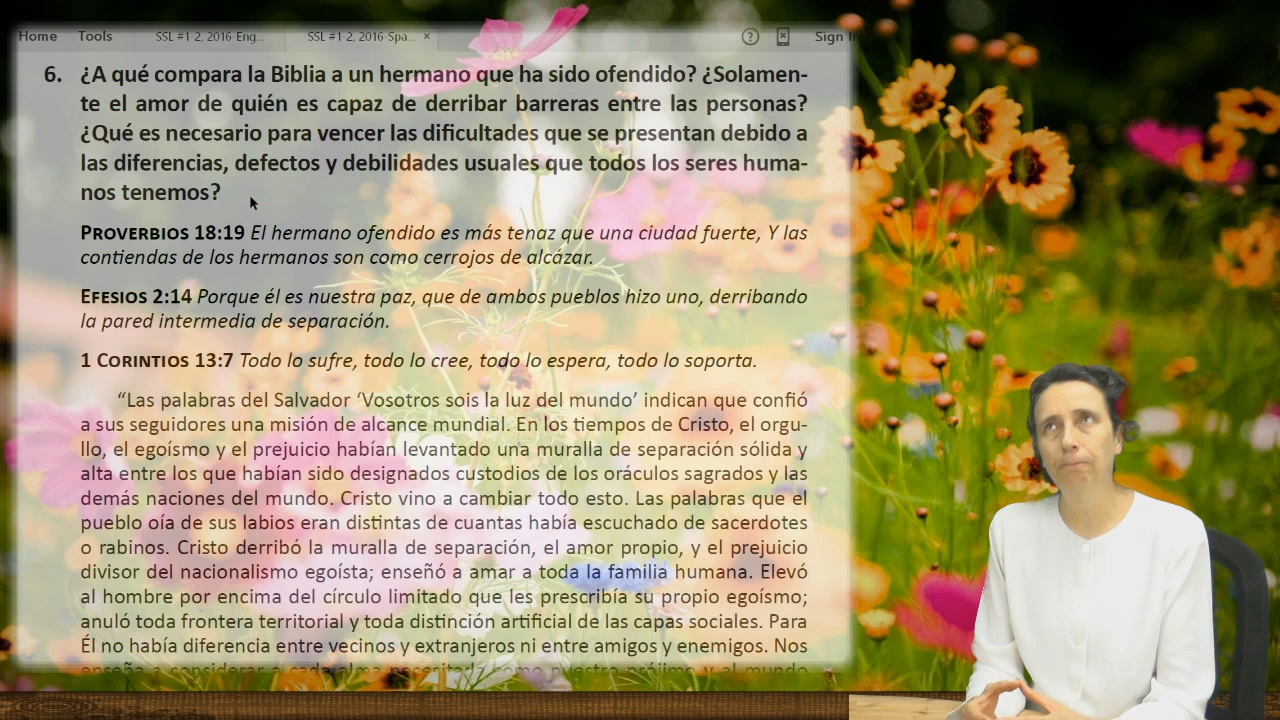 Home Tools SSL #1-2, 2016-Eng... SSL #1-2, 2016-Spa... × ? Sign In
6. ¿A qué compara la Biblia a un hermano que ha sido ofendido? ¿Solamen-
te el amor de quién es capaz de derribar barreras entre las personas?
¿Qué es necesario para vencer las dificultades que se presentan debido a
las diferencias, defectos y debilidades usuales que todos los seres huma-
nos tenemos?
PROVERBIOS 18:19 El hermano ofendido es más tenaz que una ciudad fuerte, Y las
contiendas de los hermanos son como cerrojos de alcázar.
EFESIOS 2:14 Porque él es nuestra paz, que de ambos pueblos hizo uno, derribando
la pared intermedia de separación.
1 CORINTIOS 13:7 Todo lo sufre, todo lo cree, todo lo espera, todo lo soporta.
“Las palabras del Salvador ‘Vosotros sois la luz del mundo’ indican que confió
a sus seguidores una misión de alcance mundial. En los tiempos de Cristo, el orgu-
llo, el egoísmo y el prejuicio habían levantado una muralla de separación sólida y
alta entre los que habían sido designados custodios de los oráculos sagrados y las
demás naciones del mundo. Cristo vino a cambiar todo esto. Las palabras que el
pueblo oía de sus labios eran distintas de cuantas había escuchado de sacerdotes
o rabinos. Cristo derribó la muralla de separación, el amor propio, y el prejuicio
divisor del nacionalismo egoísta; enseñó a amar a toda la familia humana. Elevó
al hombre por encima del círculo limitado que les prescribía su propio egoísmo;
anuló toda frontera territorial y toda distinción artificial de las capas sociales. Para
Él no había diferencia entre vecinos y extranjeros ni entre amigos y enemigos. Nos
enseña a considerar a cada alma necesitada como nuestro prójimo y al mundo